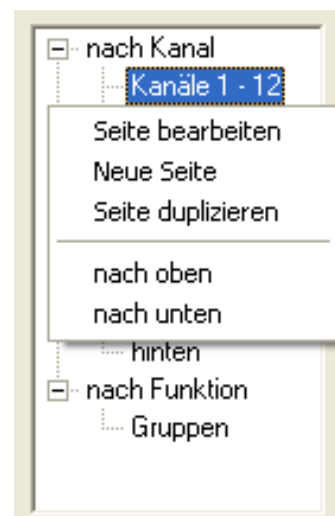 nach Kanal
Kanäle 1 - 12
Seite bearbeiten
Neue Seite
Seite duplizieren
nach oben
nach unten
hinten
nach Funktion
Gruppen